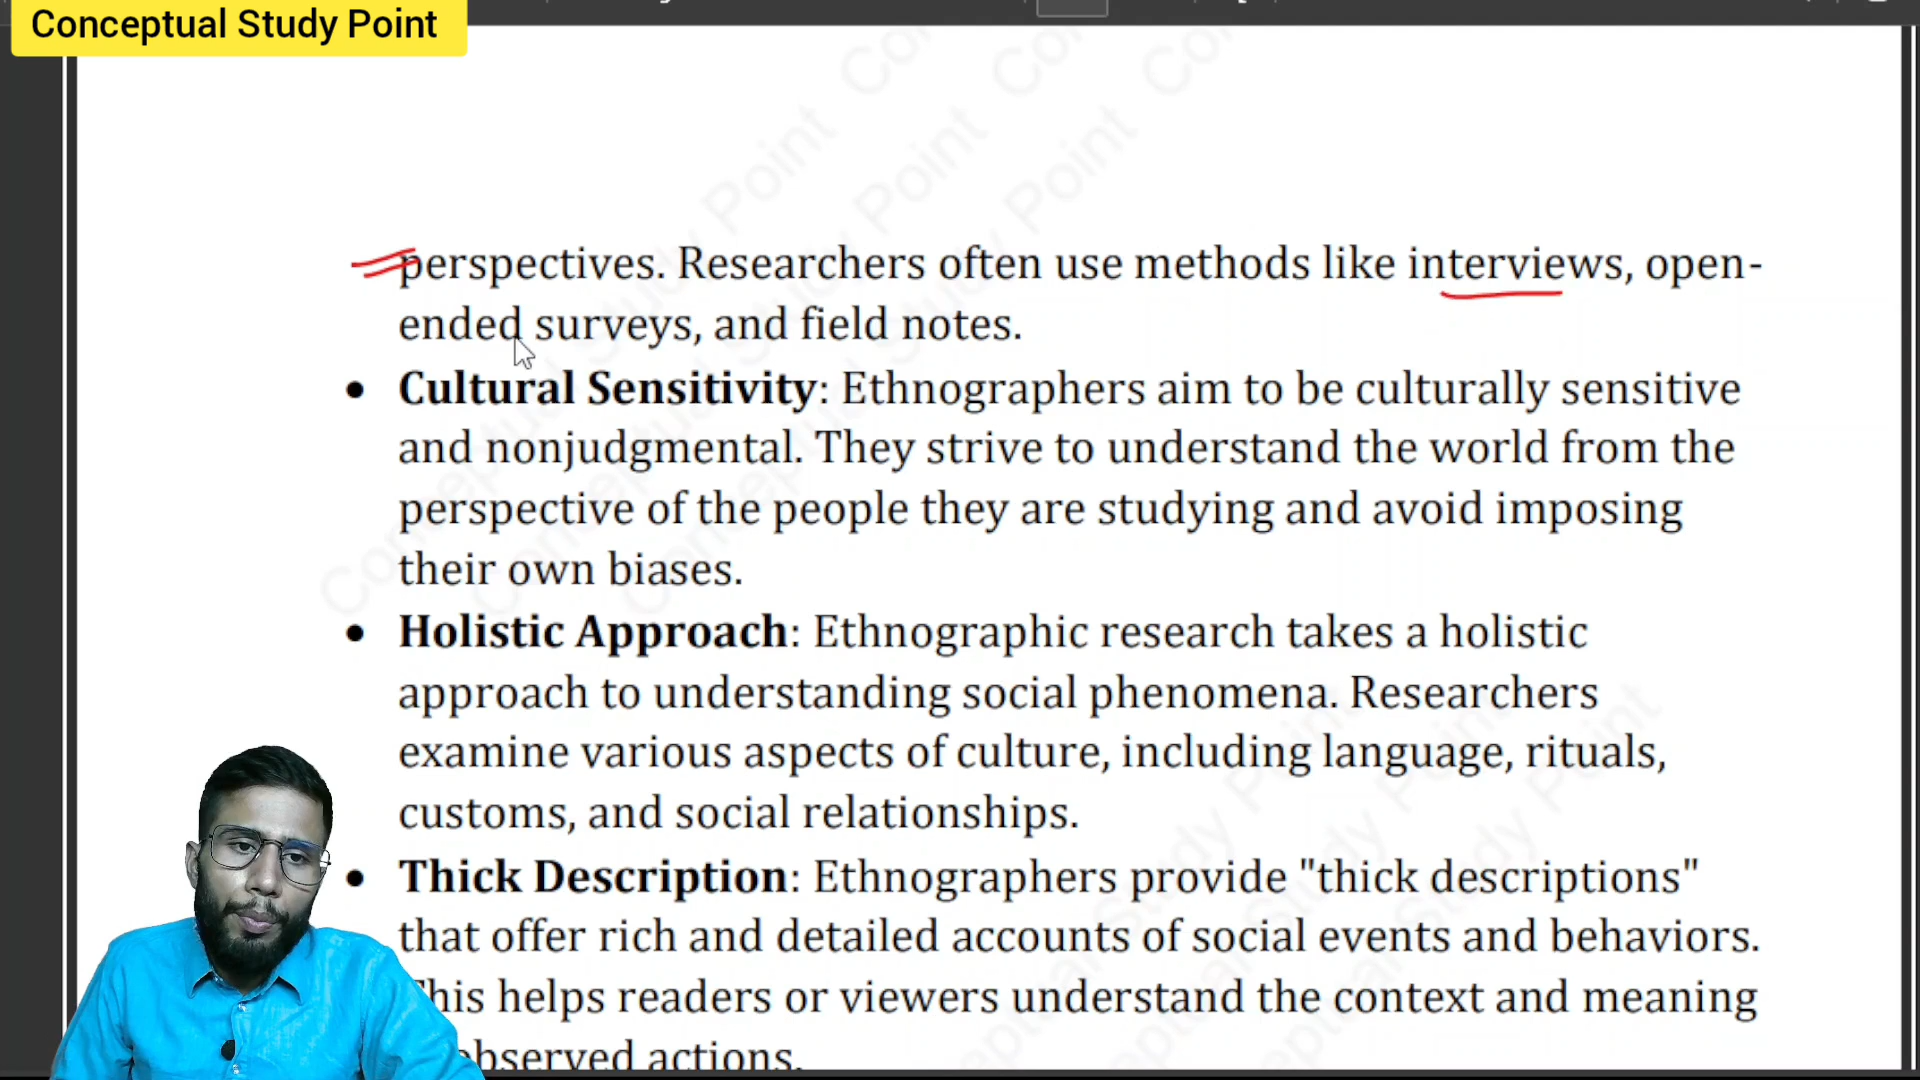 Conceptual Study Point
perspectives. Researchers often use methods like interviews, open-
ended surveys, and field notes.
• Cultural Sensitivity: Ethnographers aim to be culturally sensitive
and nonjudgmental. They strive to understand the world from the
perspective of the people they are studying and avoid imposing
their own biases.
• Holistic Approach: Ethnographic research takes a holistic
approach to understanding social phenomena. Researchers
examine various aspects of culture, including language, rituals,
customs, and social relationships.
• Thick Description: Ethnographers provide "thick descriptions"
that offer rich and detailed accounts of social events and behaviors.
This helps readers or viewers understand the context and meaning
observed actions.